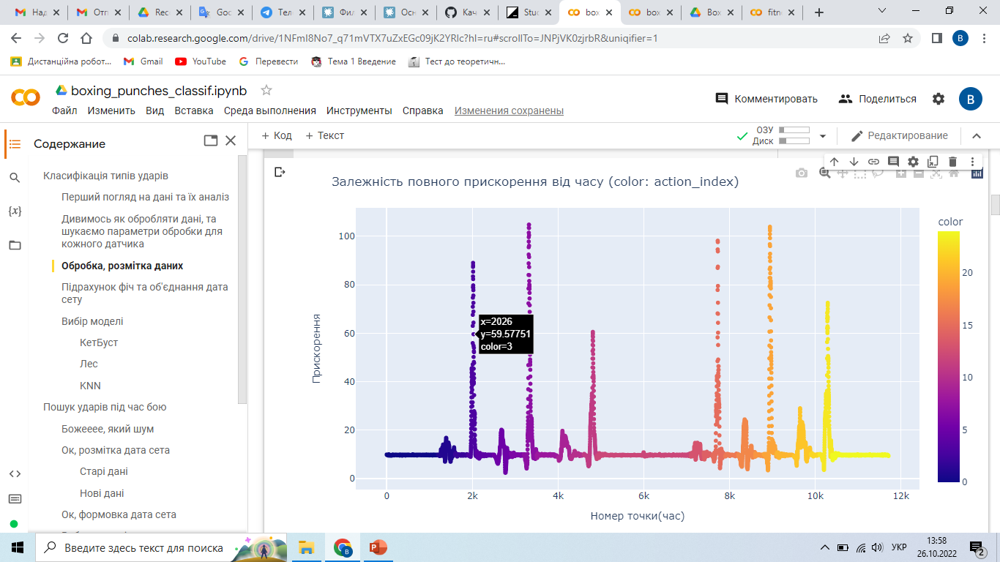 Над
Отп
Rec
Goc
Теле
Фил
Осн
Кач
Stuc
box
box
Box
fitn
colab.research.google.com/drive/1NFmI8No7_q71mVTX7uZxEGc09jK2YRlc?hl=ru#scrollTo=JNPjVK0zjrbR&uniqifier=1
B
Дистанційна робот...
Gmail
YouTube
Перевести
Тема 1 Введение
Тест до теоретичн...
boxing_punches_classif.ipynb
Файл Изменить Вид Вставка Среда выполнения Инструменты Справка Изменения сохранены
Комментировать
Поделиться
B
Содержание
+ Код + Текст
ОЗУ
Диск
Редактирование
Класифікація типів ударів
Перший погляд на дані та їх аналіз
Дивимось як обробляти дані, та
шукаємо параметри обробки для
кожного датчика
Обробка, розмітка даних
Підрахунок фіч та об'єднання дата
сету
Вибір моделі
КетБуст
Лес
KNN
Пошук ударів під час бою
Божееее, який шум
Ок, розмітка дата сета
Старі дані
Нові дані
Ок, формовка дата сета
{x}
Залежність повного прискорення від часу (color: action_index)
Прискорення
100
80
60
40
20
0
x=2026
y=59.57751
color=3
0 2k 4k 6k 8k 10k 12k
Номер точки(час)
color
20
15
10
5
0
Введите здесь текст для поиска
B
P
УКР
13:58
26.10.2022
2